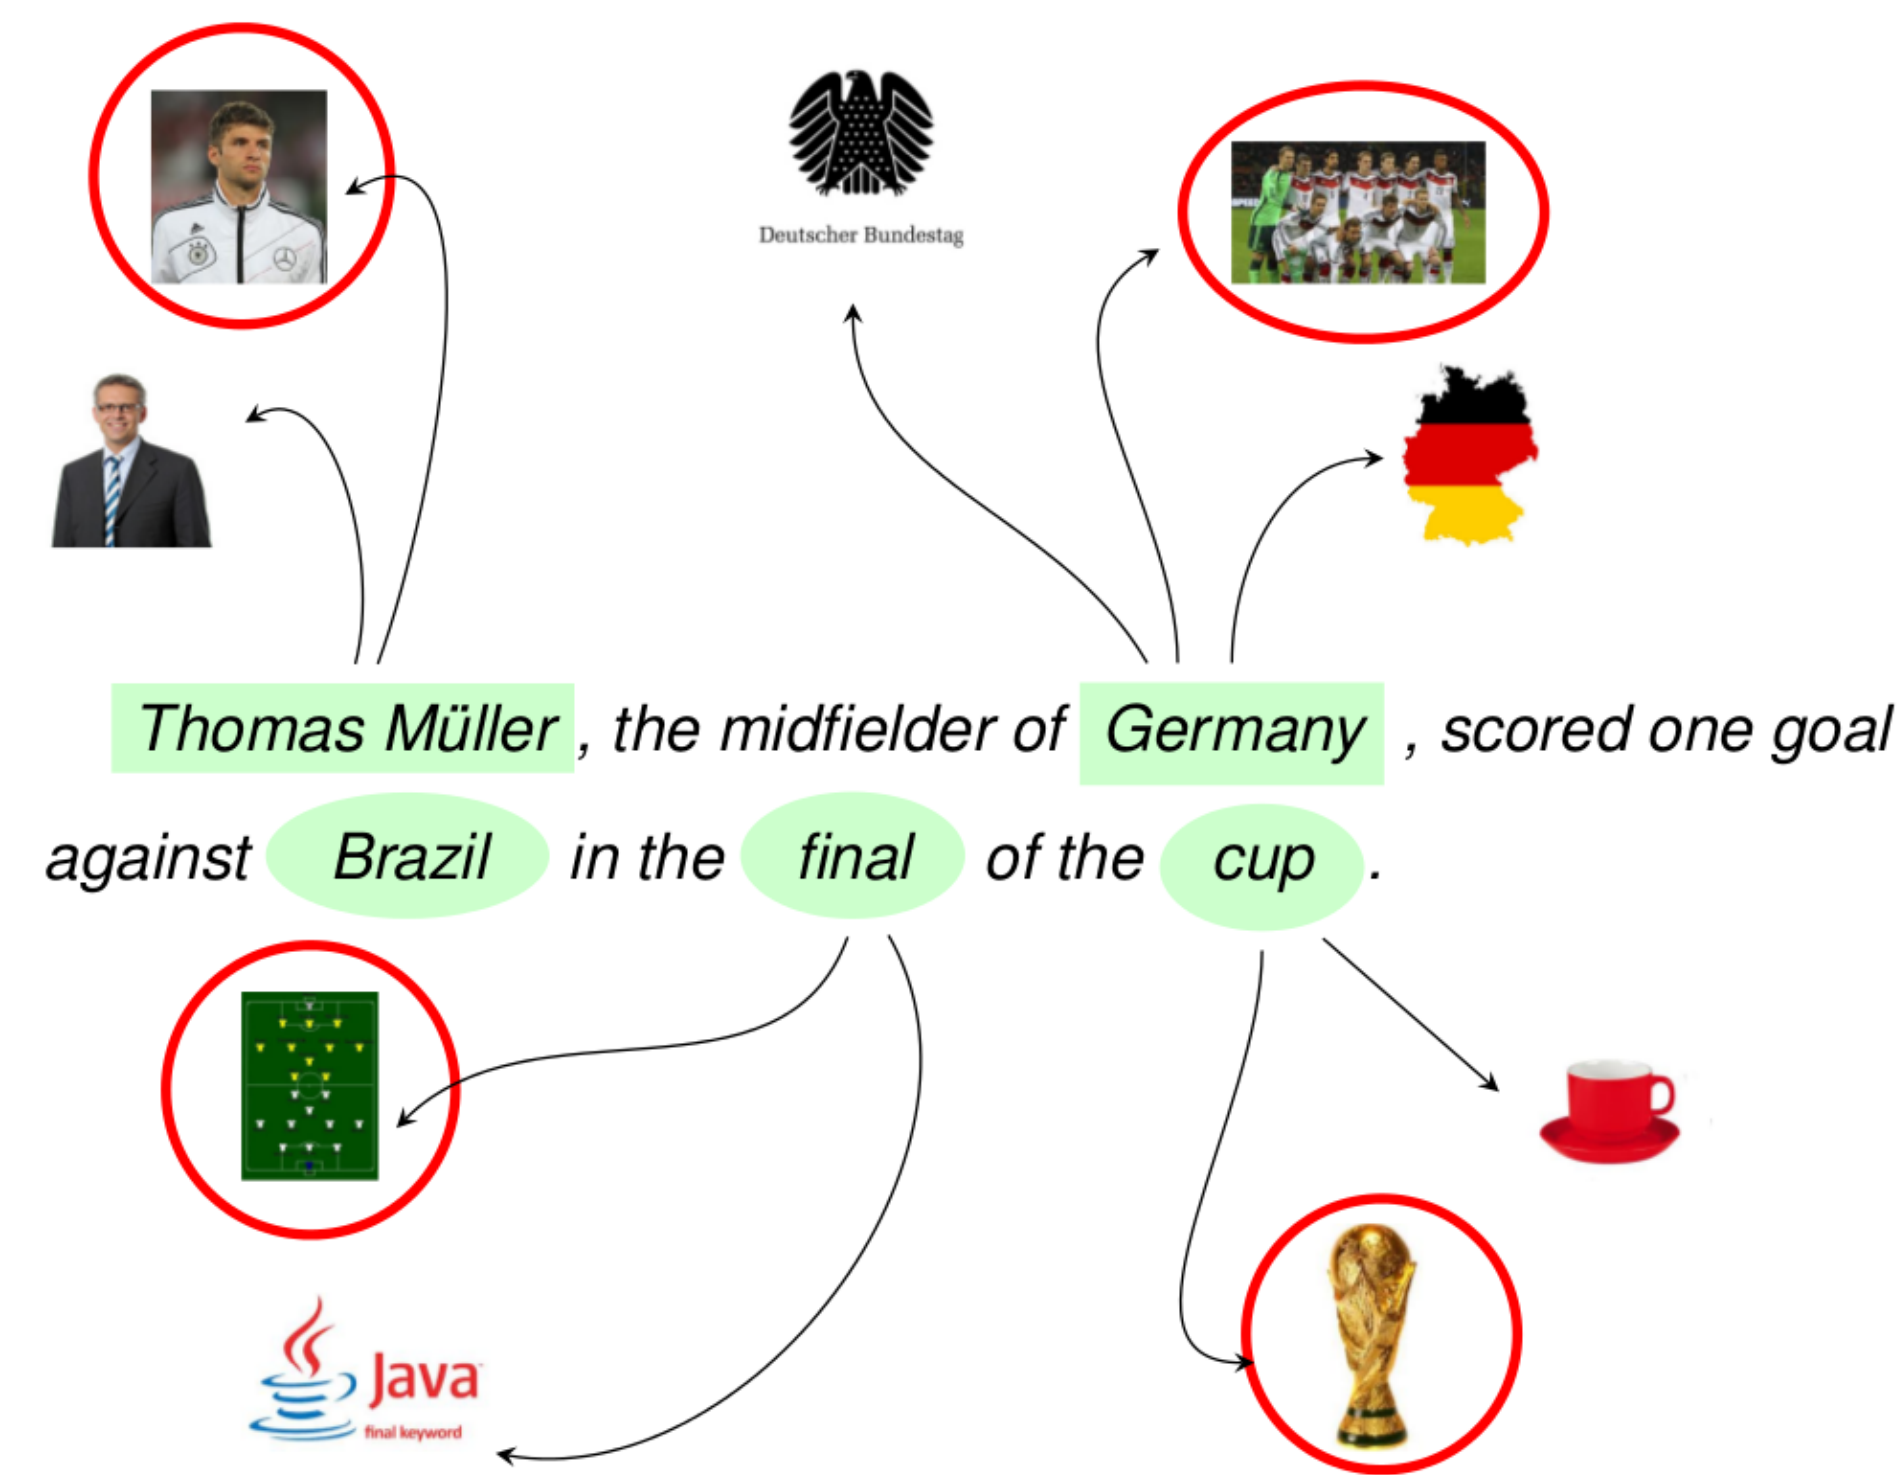 Deutscher Bundestag
Thomas Müller , the midfielder of Germany , scored one goal
against Brazil in the final of the cup .
Java
final keyword